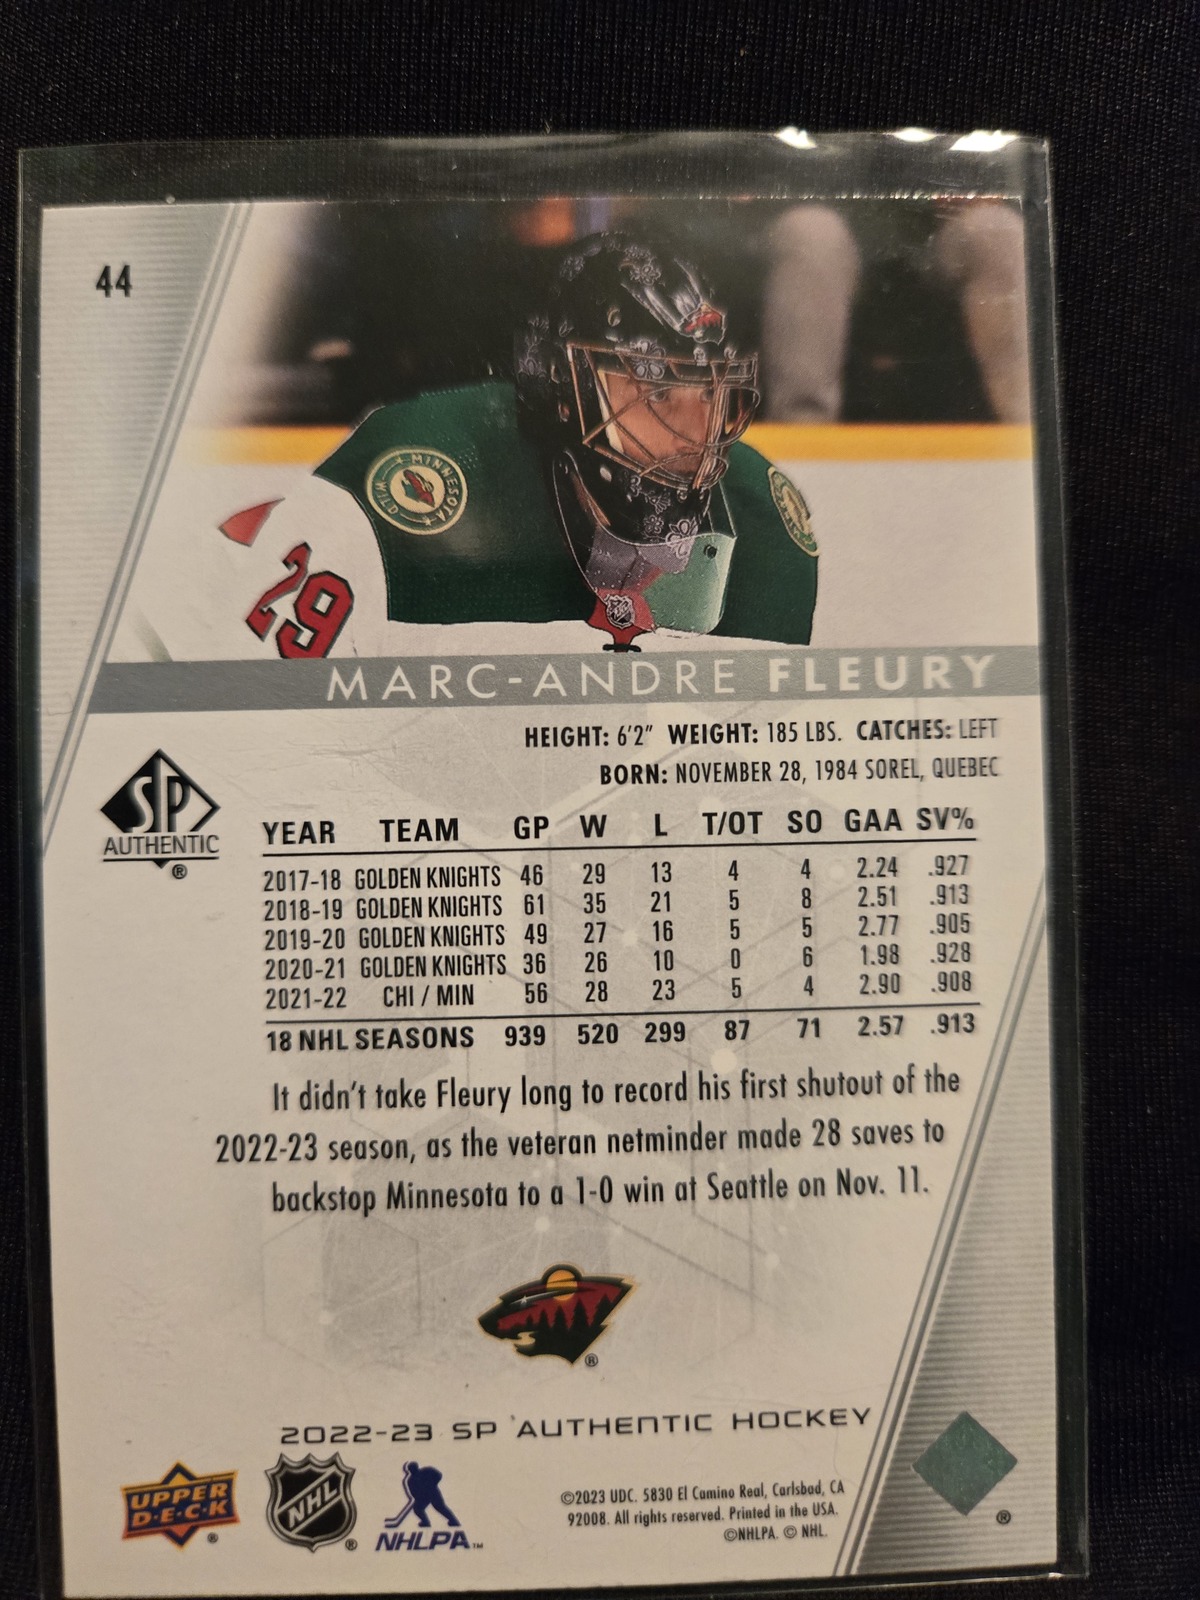 44
MINNESOTA
WILD
29
MARC-ANDRE FLEURY
HEIGHT: 6'2" WEIGHT: 185 LBS. CATCHES: LEFT
BORN: NOVEMBER 28, 1984 SOREL, QUEBEC
SP
AUTHENTIC
®
YEAR TEAM GP W L T/OT SO GAA SV%
2017-18 GOLDEN KNIGHTS 46 29 13 4 4 2.24 .927
2018-19 GOLDEN KNIGHTS 61 35 21 5 8 2.51 .913
2019-20 GOLDEN KNIGHTS 49 27 16 5 5 2.77 .905
2020-21 GOLDEN KNIGHTS 36 26 10 0 6 1.98 .928
2021-22 CHI / MIN 56 28 23 5 4 2.90 .908
18 NHL SEASONS 939 520 299 87 71 2.57 .913
It didn't take Fleury long to record his first shutout of the
2022-23 season, as the veteran netminder made 28 saves to
backstop Minnesota to a 1-0 win at Seattle on Nov. 11.
®
2022-23 SP AUTHENTIC HOCKEY
UPPER
D·E·C·K
®
NHL
®
NHLPA™
©2023 UDC. 5830 El Camino Real, Carlsbad, CA
92008. All rights reserved. Printed in the USA.
©NHLPA. © NHL.
®